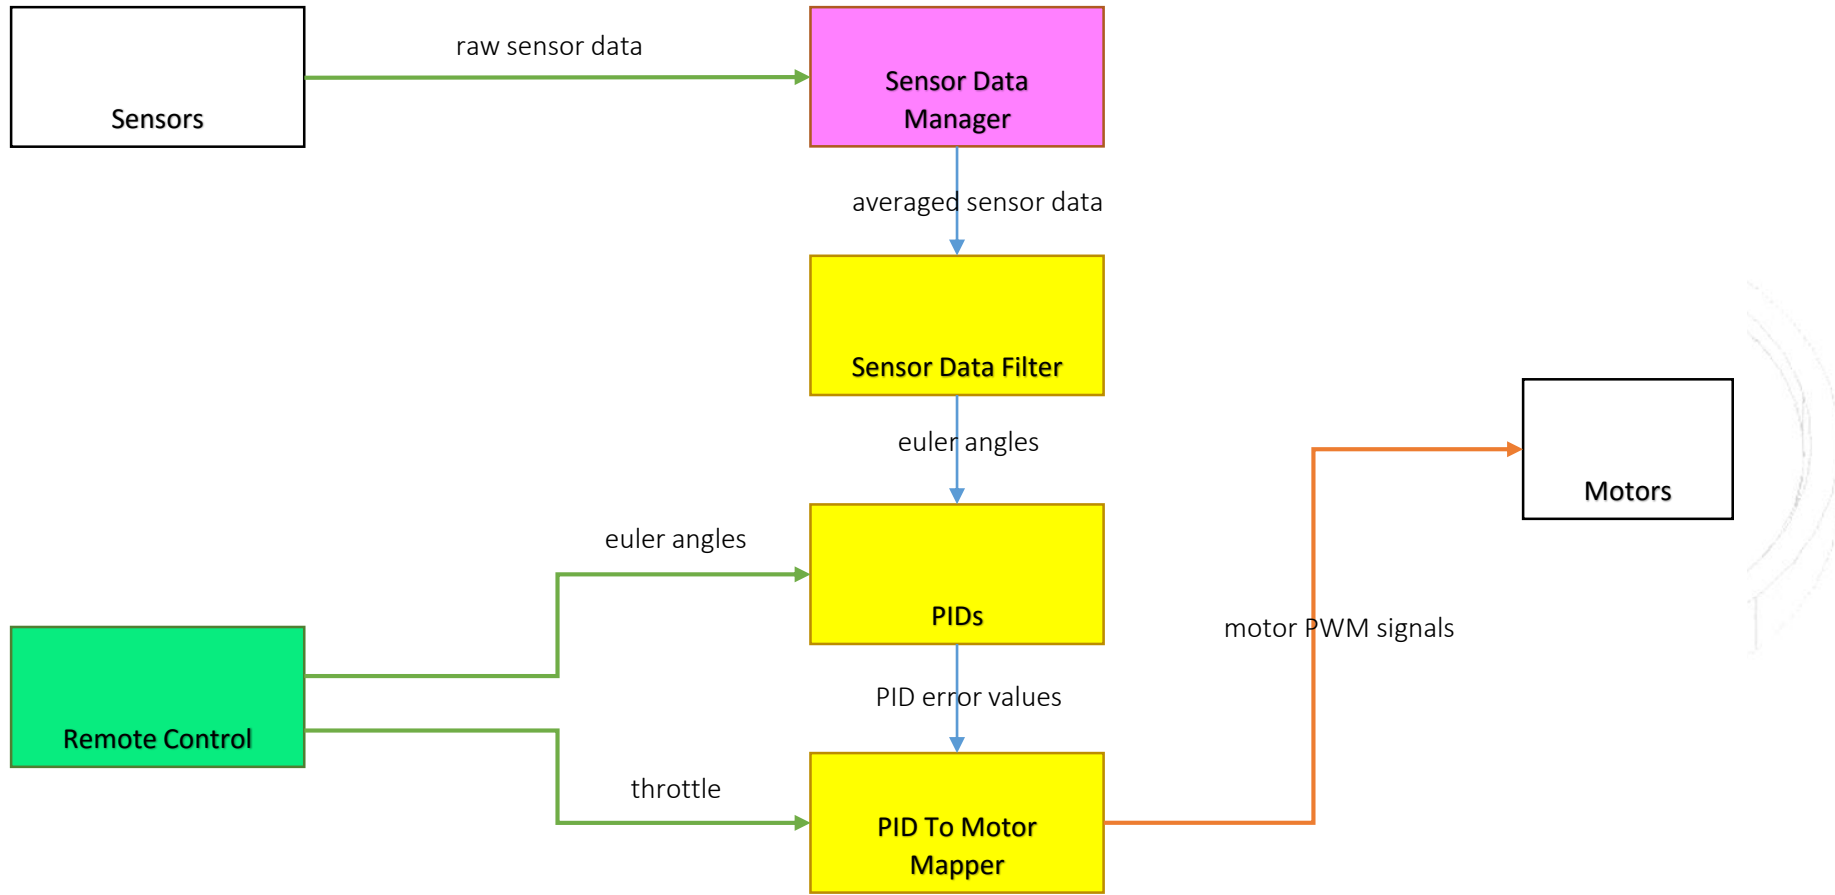 raw sensor data
Sensors
Sensor Data
Manager
averaged sensor data
Sensor Data Filter
euler angles
Motors
euler angles
PIDs
motor PWM signals
PID error values
Remote Control
throttle
PID To Motor
Mapper